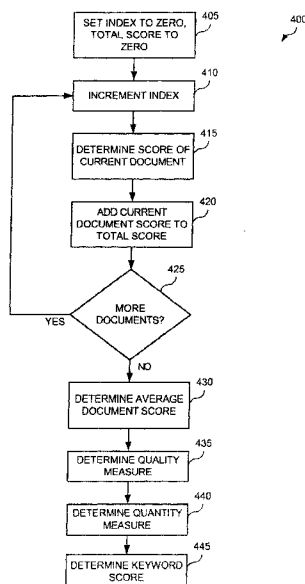 400
405
SET INDEX TO ZERO,
TOTAL SCORE TO
ZERO
410
INCREMENT INDEX
415
DETERMINE SCORE OF
CURRENT DOCUMENT
420
ADD CURRENT
DOCUMENT SCORE TO
TOTAL SCORE
425
MORE
DOCUMENTS?
YES
NO
430
DETERMINE AVERAGE
DOCUMENT SCORE
435
DETERMINE QUALITY
MEASURE
440
DETERMINE QUANTITY
MEASURE
445
DETERMINE KEYWORD
SCORE